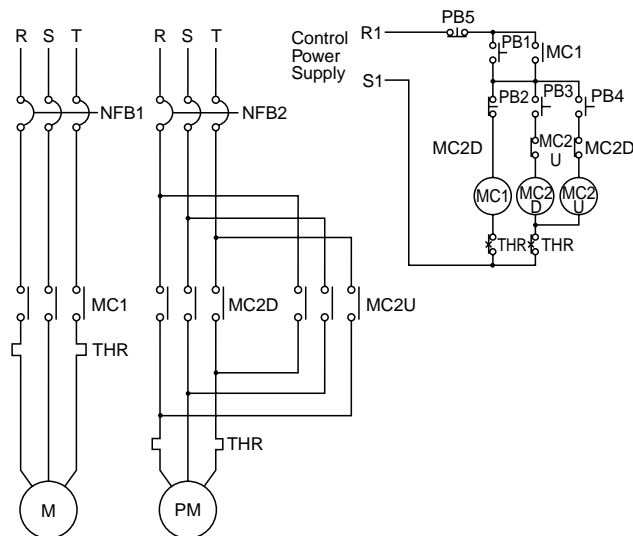 R S T
R S T
Control
Power
Supply
R1
PB5
PB1
MC1
S1
PB2
PB3
PB4
NFB1
NFB2
MC2D
MC2
U
MC2D
MC1
MC2
D
MC2
U
THR
THR
MC1
MC2D
MC2U
THR
THR
M
PM